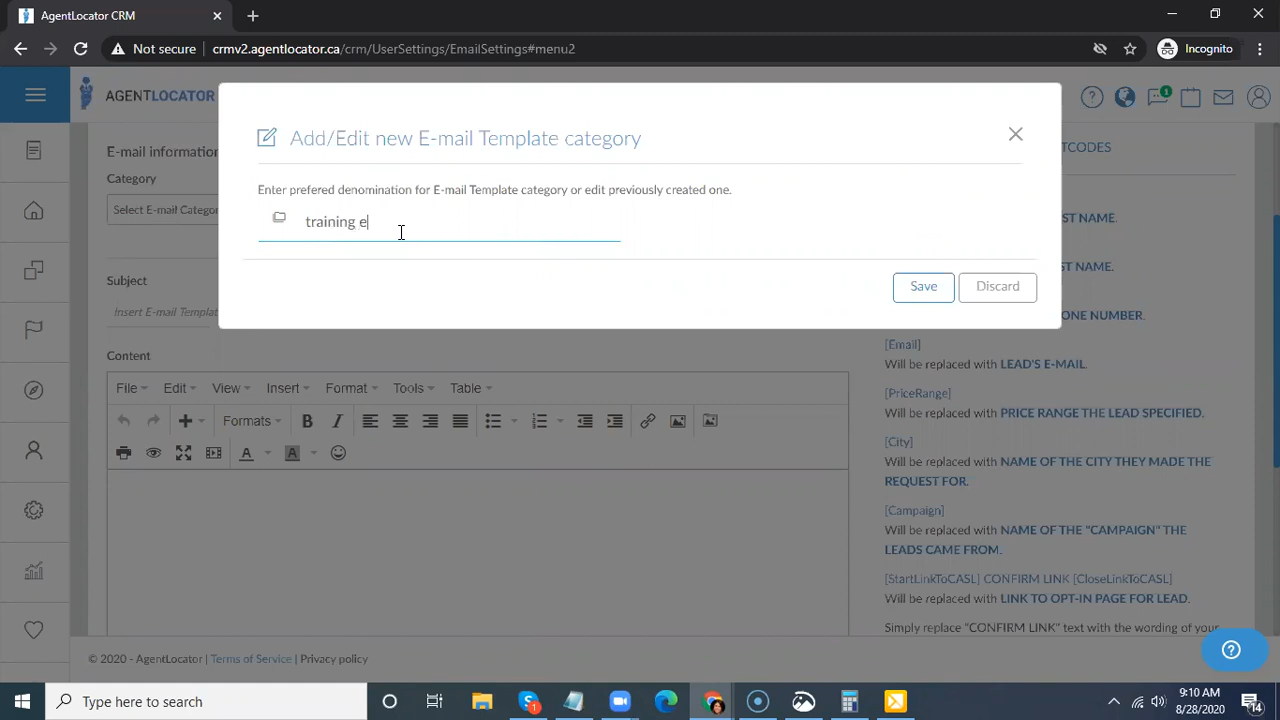 AgentLocator CRM
Not secure
crmv2.agentlocator.ca/crm/UserSettings/EmailSettings#menu2
Incognito
AGENTLOCATOR
1
Add/Edit new E-mail Template category
Enter prefered denomination for E-mail Template category or edit previously created one.
training e
Save
Discard
E-mail information
Category
Select E-mail Categor
Subject
Insert E-mail Template
Content
File
Edit
View
Insert
Format
Tools
Table
Formats
B
I
A
A
TCODES
ST NAME.
ST NAME.
ONE NUMBER.
[Email]
Will be replaced with LEAD'S E-MAIL.
[PriceRange]
Will be replaced with PRICE RANGE THE LEAD SPECIFIED.
[City]
Will be replaced with NAME OF THE CITY THEY MADE THE
REQUEST FOR.
[Campaign]
Will be replaced with NAME OF THE "CAMPAIGN" THE
LEADS CAME FROM.
[StartLinkToCASL] CONFIRM LINK [CloseLinkToCASL]
Will be replaced with LINK TO OPT-IN PAGE FOR LEAD.
Simply replace "CONFIRM LINK" text with the wording of your
© 2020 - AgentLocator | Terms of Service | Privacy policy
Type here to search
1
9:10 AM
8/28/2020
14